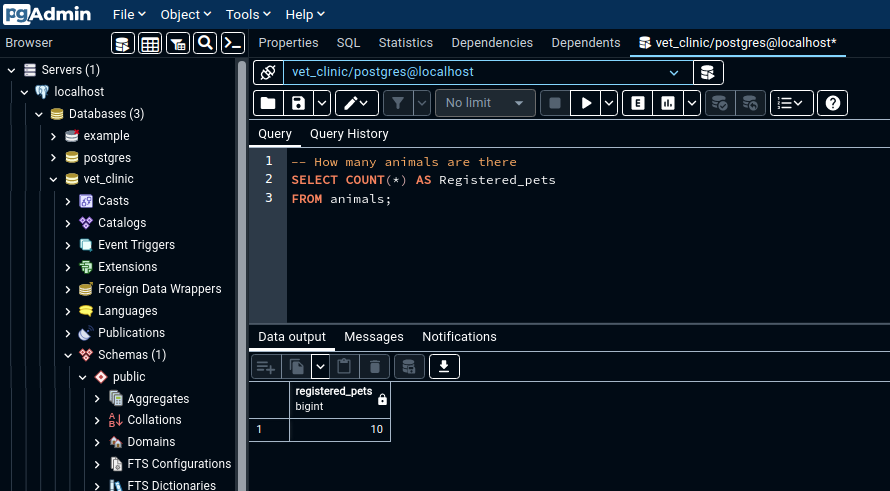 pgAdmin File Object Tools Help
Browser
Properties SQL Statistics Dependencies Dependents vet_clinic/postgres@localhost*
Servers (1)
localhost
Databases (3)
example
postgres
vet_clinic
Casts
Catalogs
Event Triggers
Extensions
Foreign Data Wrappers
Languages
Publications
Schemas (1)
public
Aggregates
Collations
Domains
FTS Configurations
FTS Dictionaries
vet_clinic/postgres@localhost
No limit
E
Query Query History
1 -- How many animals are there
2 SELECT COUNT(*) AS Registered_pets
3 FROM animals;
Data output Messages Notifications
registered_pets
bigint
1 10